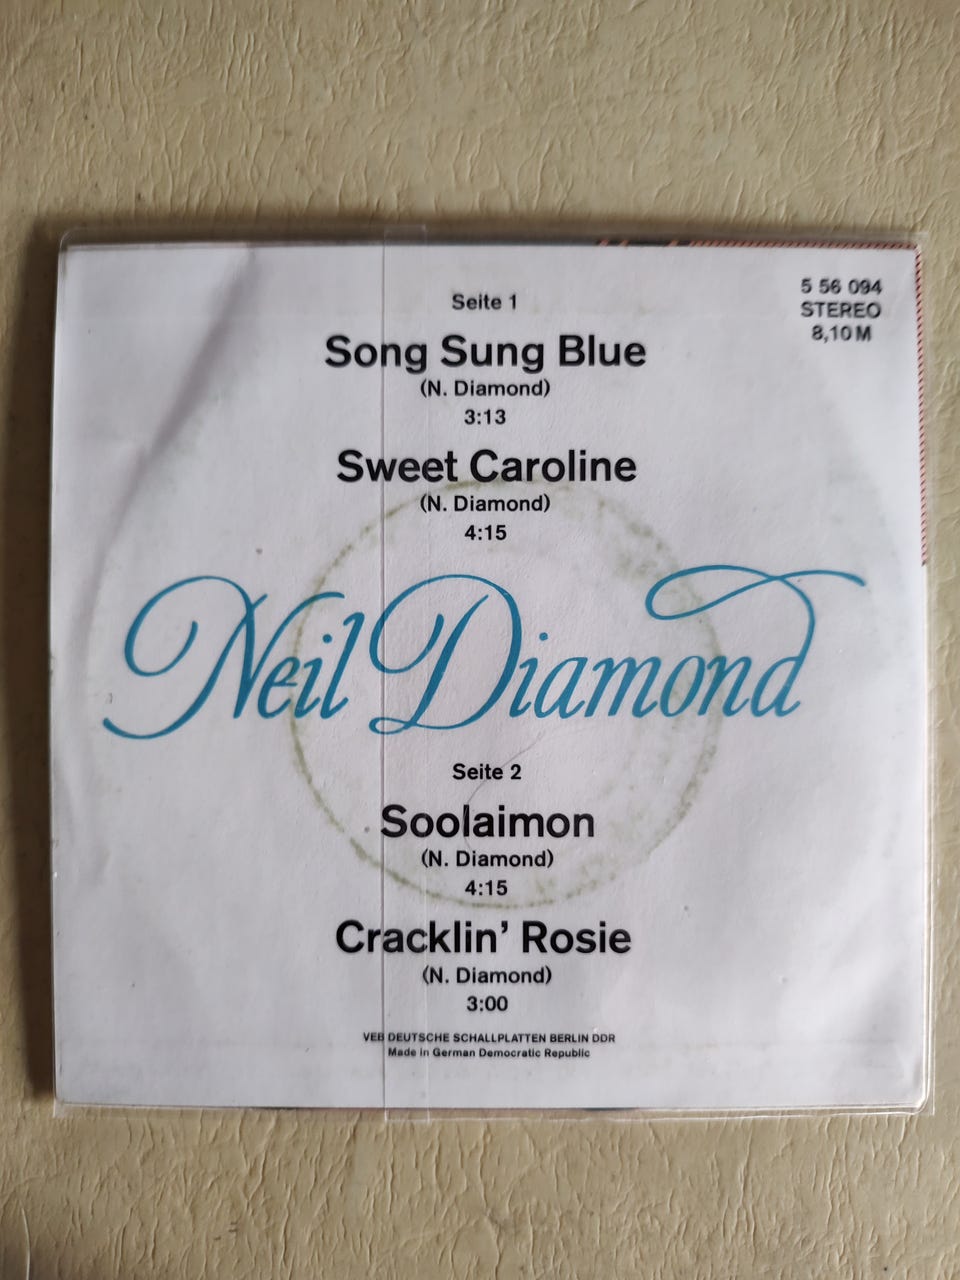 5 56 094
STEREO
8,10 M
Seite 1
Song Sung Blue
(N. Diamond)
3:13
Sweet Caroline
(N. Diamond)
4:15
Neil Diamond
Seite 2
Soolaimon
(N. Diamond)
4:15
Cracklin’ Rosie
(N. Diamond)
3:00
VEB DEUTSCHE SCHALLPLATTEN BERLIN DDR
Made in German Democratic Republic